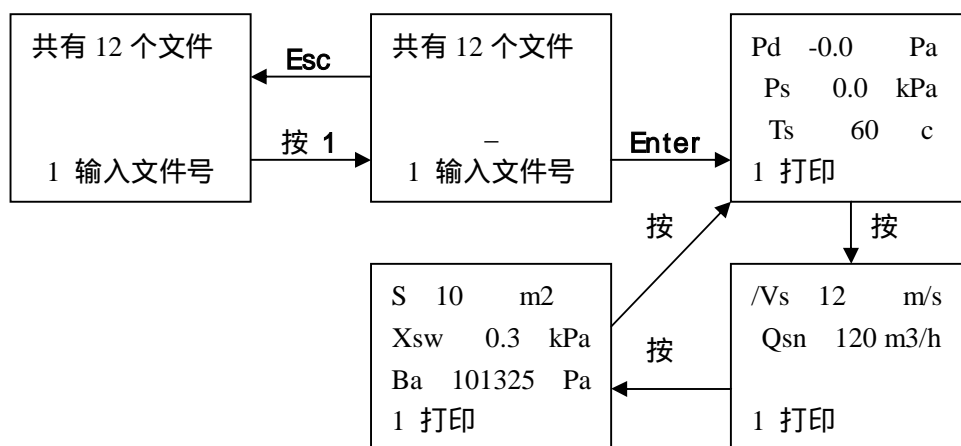 共有 12 个文件
1 输入文件号
Esc
按 1
共有 12 个文件
_
1 输入文件号
Enter
Pd -0.0 Pa
Ps 0.0 kPa
Ts 60 c
1 打印
按
按
S 10 m2
Xsw 0.3 kPa
Ba 101325 Pa
1 打印
按
/Vs 12 m/s
Qsn 120 m3/h
1 打印